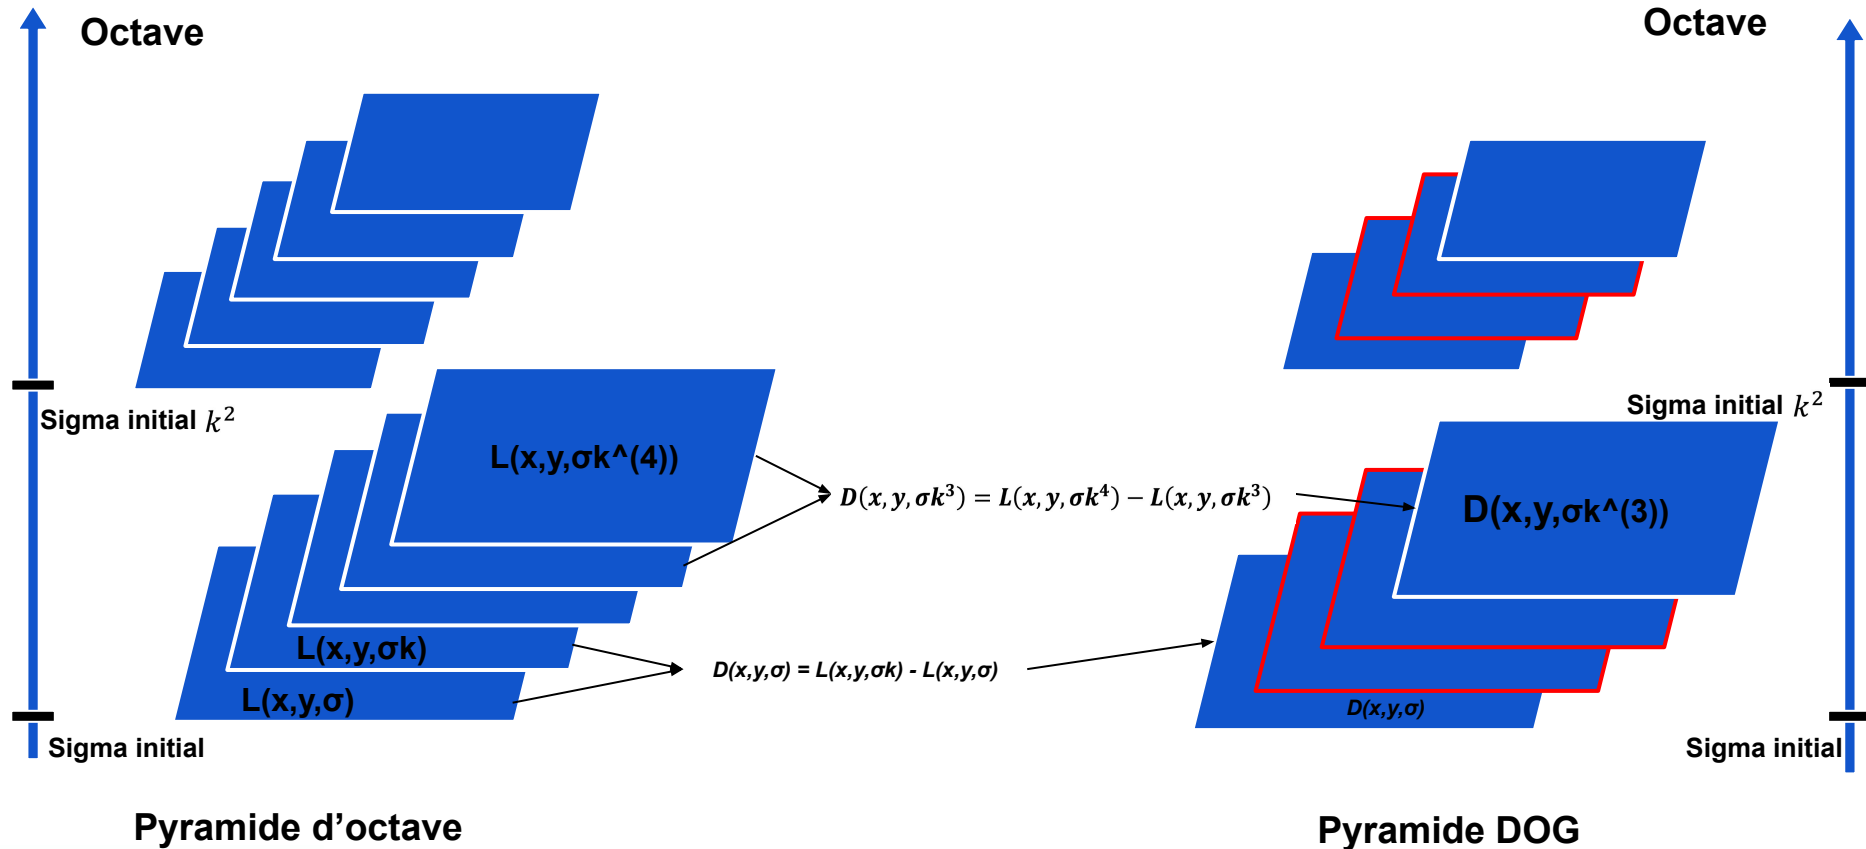 Octave
Octave
Sigma initial k²
Sigma initial k²
L(x,y,σk^(4))
D(x, y, σk³) = L(x, y, σk⁴) − L(x, y, σk³)
D(x,y,σk^(3))
L(x,y,σk)
D(x,y,σ) = L(x,y,σk) - L(x,y,σ)
L(x,y,σ)
D(x,y,σ)
Sigma initial
Sigma initial
Pyramide d’octave
Pyramide DOG